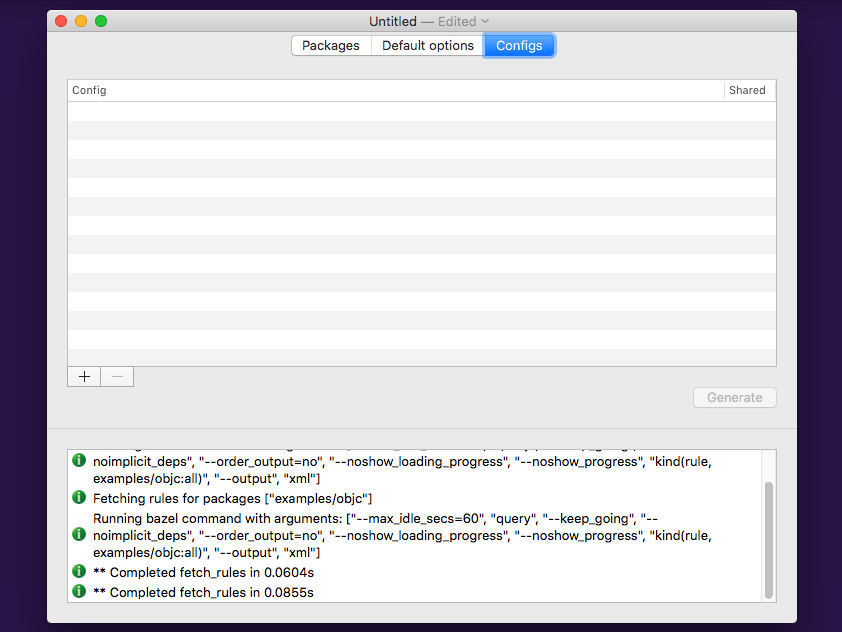 Untitled — Edited
Packages Default options Configs
Config Shared
+ −
Generate
noimplicit_deps", "--order_output=no", "--noshow_loading_progress", "--noshow_progress", "kind(rule,
examples/objc:all)", "--output", "xml"]
Fetching rules for packages ["examples/objc"]
Running bazel command with arguments: ["--max_idle_secs=60", "query", "--keep_going", "--
noimplicit_deps", "--order_output=no", "--noshow_loading_progress", "--noshow_progress", "kind(rule,
examples/objc:all)", "--output", "xml"]
** Completed fetch_rules in 0.0604s
** Completed fetch_rules in 0.0855s